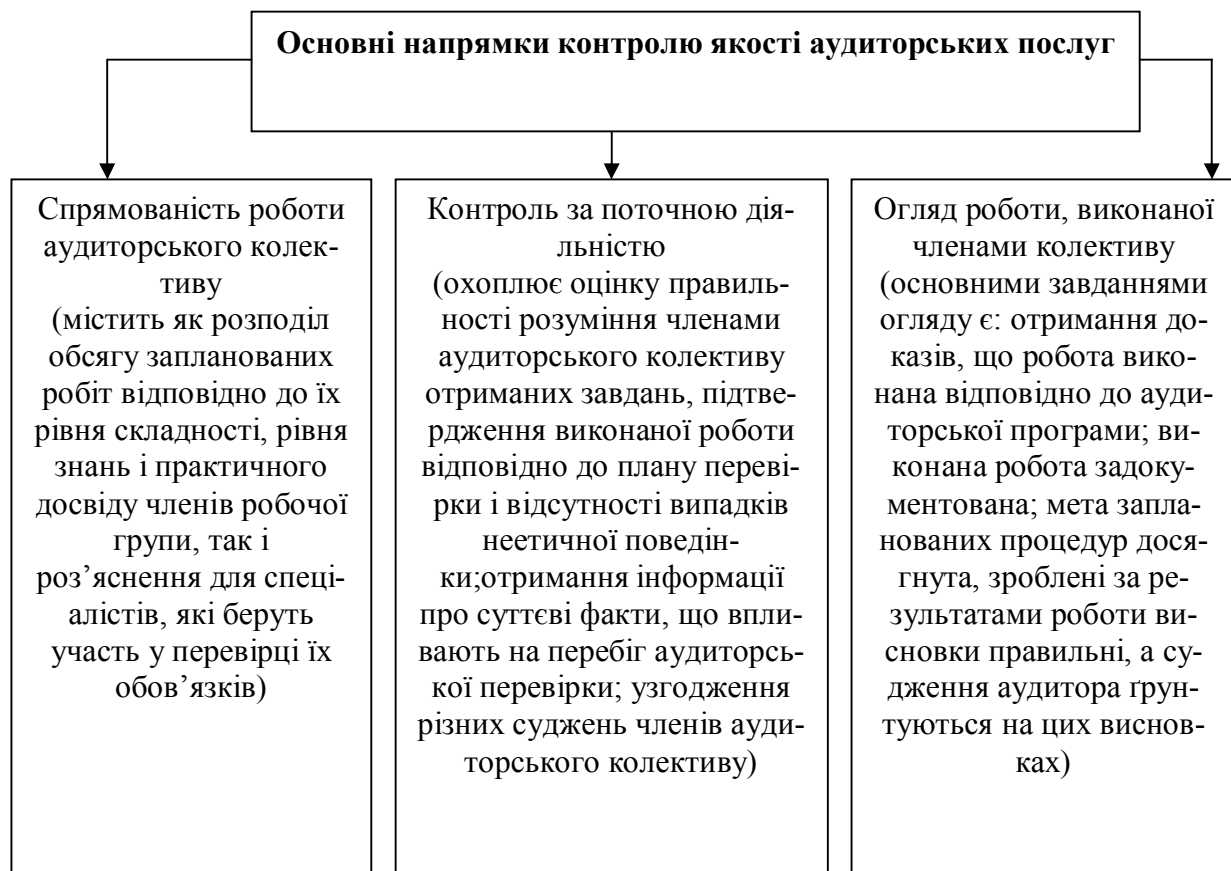 Основні напрямки контролю якості аудиторських послуг
Спрямованість роботи
аудиторського колек-
тиву
(містить як розподіл
обсягу запланованих
робіт відповідно до їх
рівня складності, рівня
знань і практичного
досвіду членів робочої
групи, так і
роз’яснення для спеці-
алістів, які беруть
участь у перевірці їх
обов’язків)
Контроль за поточною дія-
льністю
(охоплює оцінку правиль-
ності розуміння членами
аудиторського колективу
отриманих завдань, підтве-
рдження виконаної роботи
відповідно до плану переві-
рки і відсутності випадків
неетичної поведін-
ки;отримання інформації
про суттєві факти, що впли-
вають на перебіг аудиторсь-
кої перевірки; узгодження
різних суджень членів ауди-
торського колективу)
Огляд роботи, виконаної
членами колективу
(основними завданнями
огляду є: отримання до-
казів, що робота вико-
нана відповідно до ауди-
торської програми; ви-
конана робота задоку-
ментована; мета запла-
нованих процедур дося-
гнута, зроблені за ре-
зультатами роботи ви-
сновки правильні, а су-
дження аудитора ґрун-
туються на цих виснов-
ках)